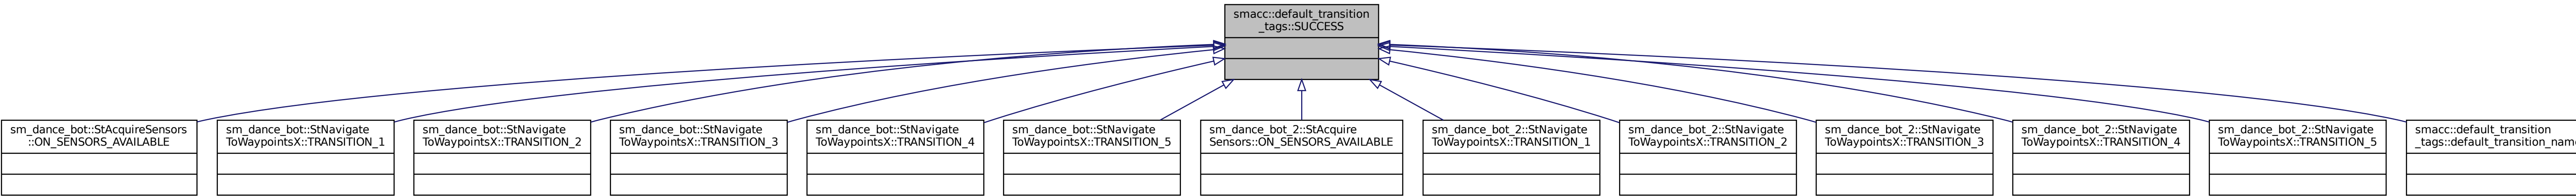 smacc::default_transition
_tags::SUCCESS
sm_dance_bot::StAcquireSensors
::ON_SENSORS_AVAILABLE
sm_dance_bot::StNavigate
ToWaypointsX::TRANSITION_1
sm_dance_bot::StNavigate
ToWaypointsX::TRANSITION_2
sm_dance_bot::StNavigate
ToWaypointsX::TRANSITION_3
sm_dance_bot::StNavigate
ToWaypointsX::TRANSITION_4
sm_dance_bot::StNavigate
ToWaypointsX::TRANSITION_5
sm_dance_bot_2::StAcquire
Sensors::ON_SENSORS_AVAILABLE
sm_dance_bot_2::StNavigate
ToWaypointsX::TRANSITION_1
sm_dance_bot_2::StNavigate
ToWaypointsX::TRANSITION_2
sm_dance_bot_2::StNavigate
ToWaypointsX::TRANSITION_3
sm_dance_bot_2::StNavigate
ToWaypointsX::TRANSITION_4
sm_dance_bot_2::StNavigate
ToWaypointsX::TRANSITION_5
smacc::default_transition
_tags::default_transition_nam